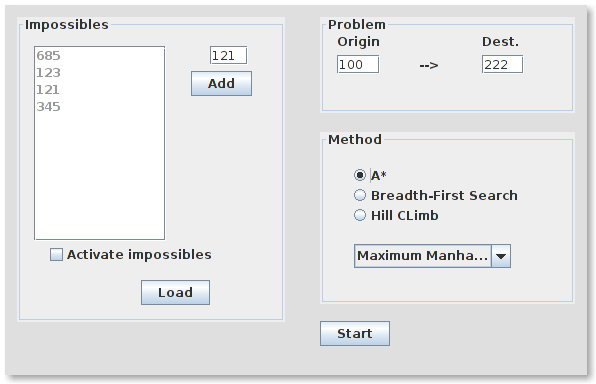 Impossibles
685
123
121
345
121
Add
Activate impossibles
Load
Problem
Origin Dest.
100 --> 222
Method
A*
Breadth-First Search
Hill CLimb
Maximum Manha...
Start